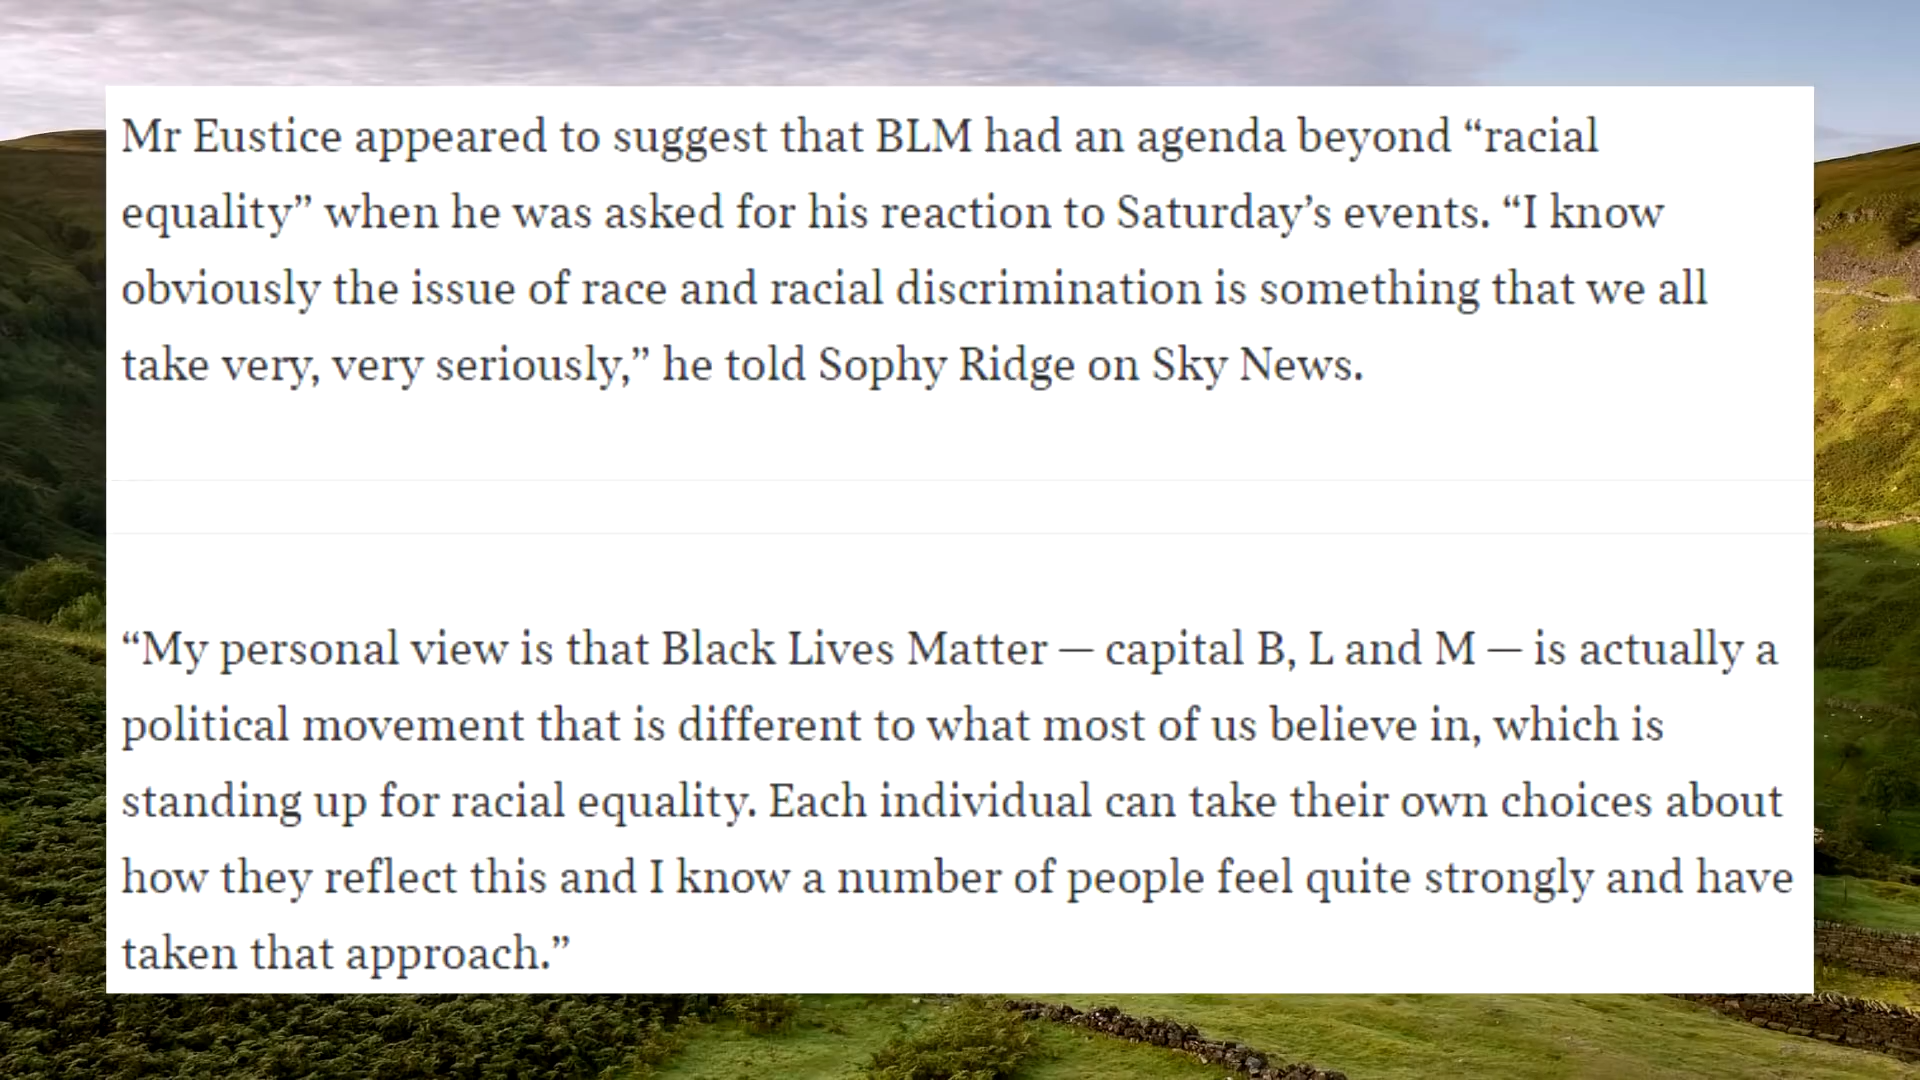 Mr Eustice appeared to suggest that BLM had an agenda beyond “racial
equality” when he was asked for his reaction to Saturday’s events. “I know
obviously the issue of race and racial discrimination is something that we all
take very, very seriously,” he told Sophy Ridge on Sky News.
“My personal view is that Black Lives Matter — capital B, L and M — is actually a
political movement that is different to what most of us believe in, which is
standing up for racial equality. Each individual can take their own choices about
how they reflect this and I know a number of people feel quite strongly and have
taken that approach.”